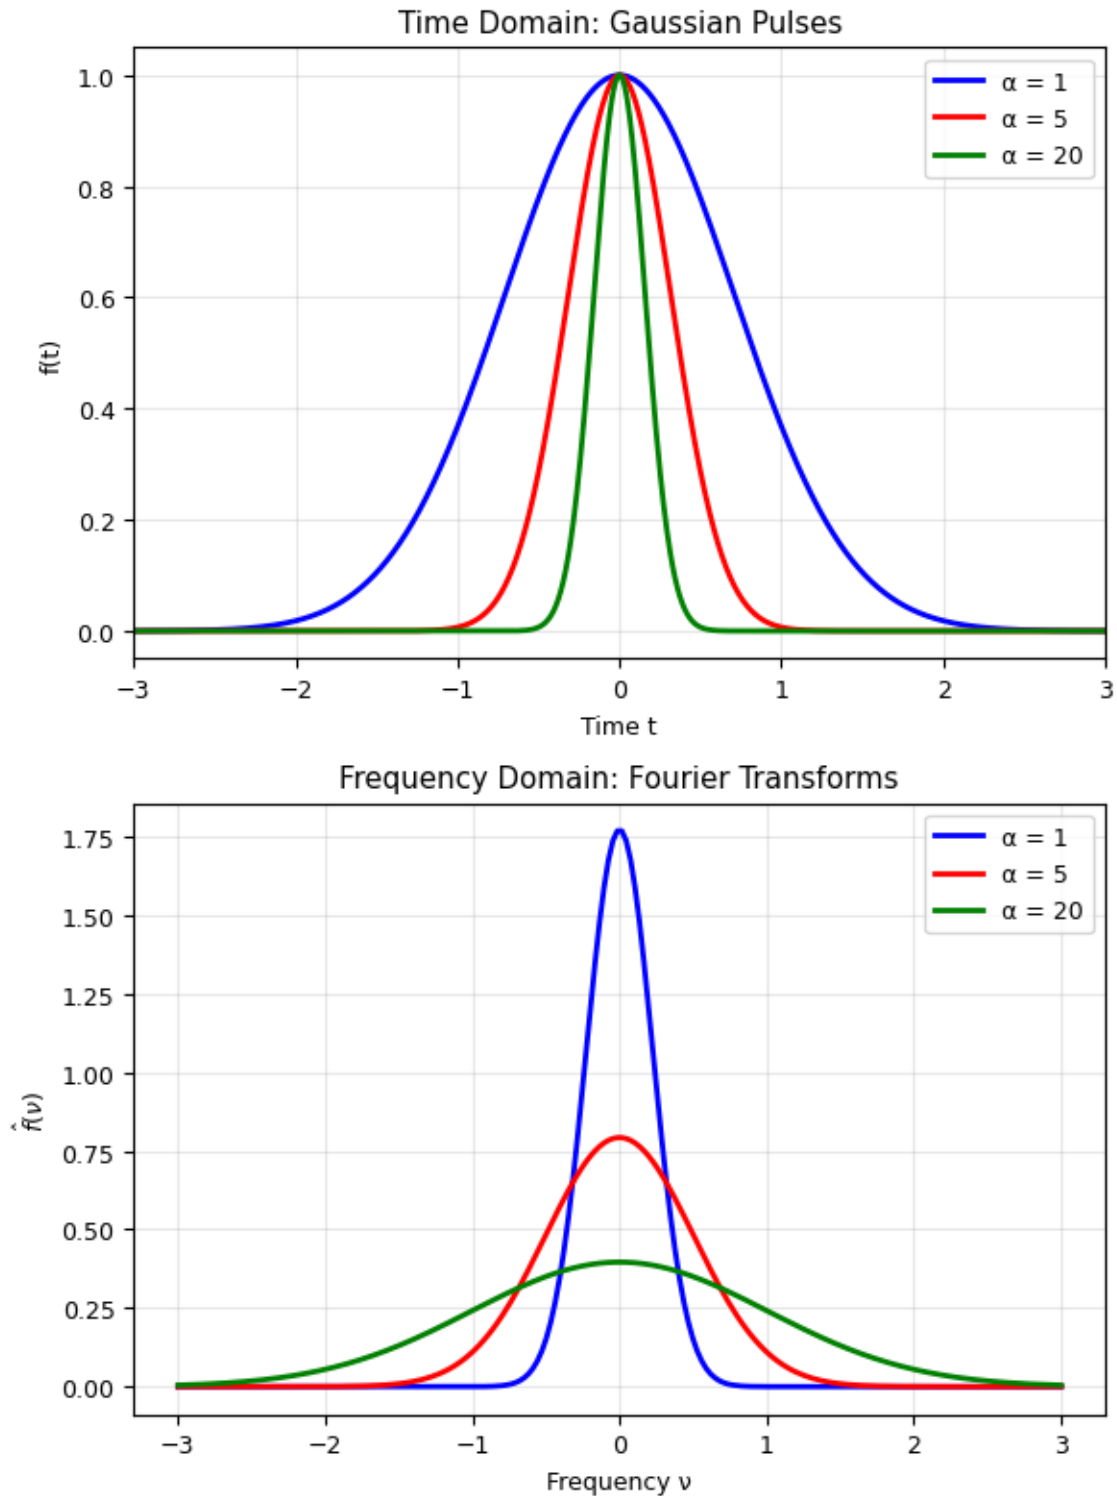 Time Domain: Gaussian Pulses
α = 1
α = 5
α = 20
1.0
0.8
0.6
0.4
0.2
0.0
f(t)
−3 −2 −1 0 1 2 3
Time t
Frequency Domain: Fourier Transforms
α = 1
α = 5
α = 20
1.75
1.50
1.25
1.00
0.75
0.50
0.25
0.00
f̂(ν)
−3 −2 −1 0 1 2 3
Frequency ν